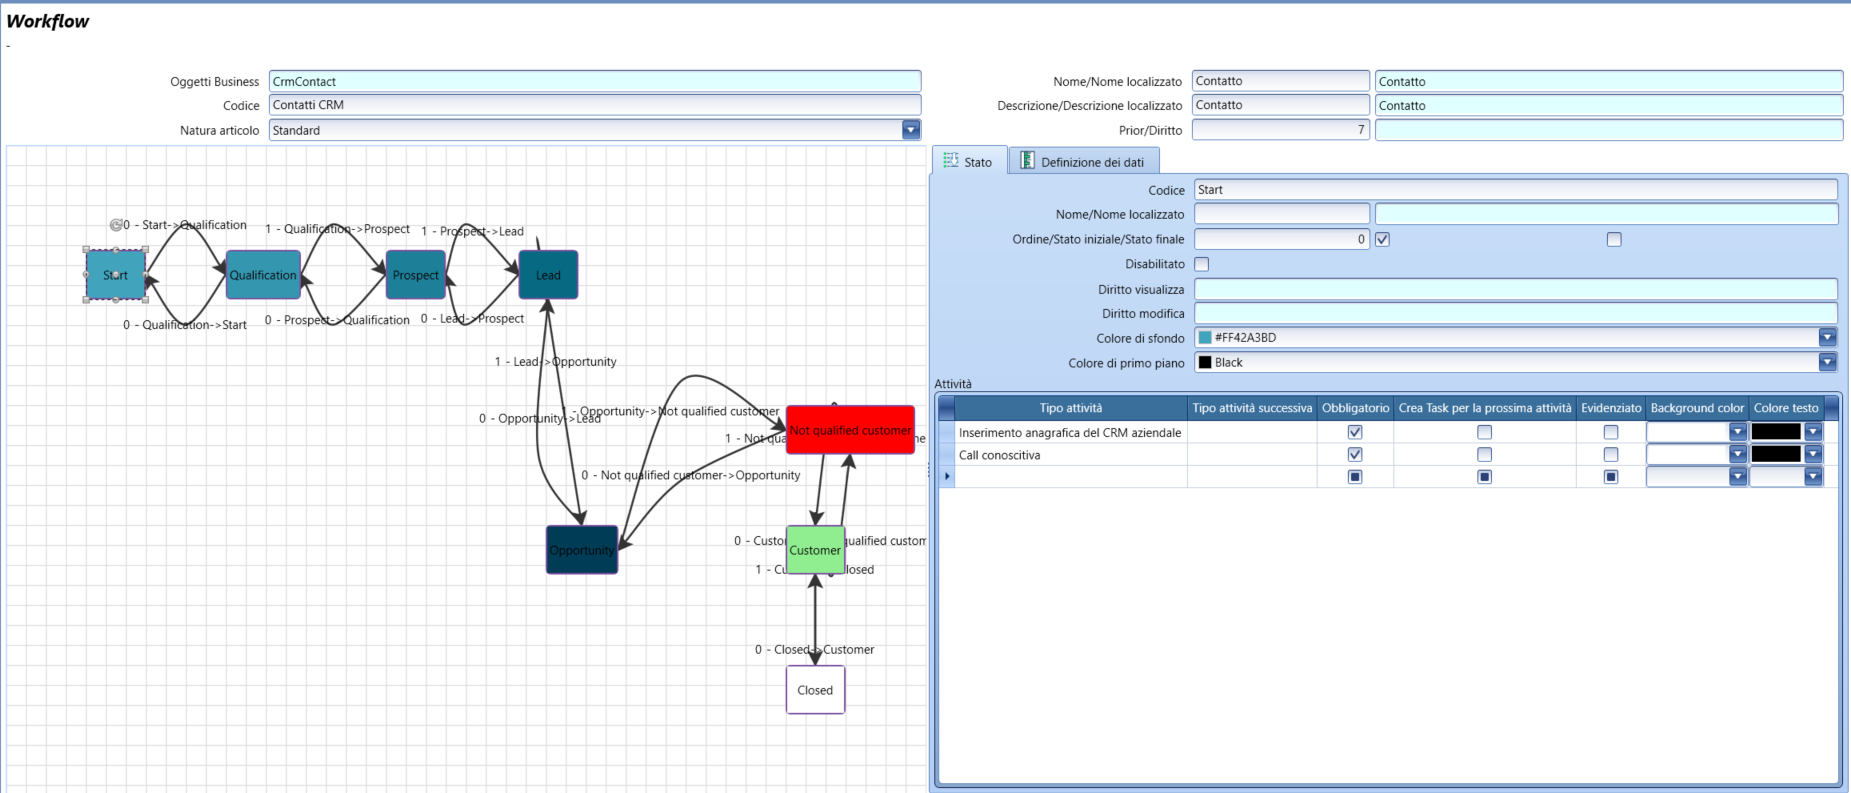 Workflow
-
Oggetti Business CrmContact
Codice Contatti CRM
Natura articolo Standard
Nome/Nome localizzato Contatto Contatto
Descrizione/Descrizione localizzato Contatto Contatto
Prior/Diritto 7
0 - Start->Qualification
1 - Qualification->Prospect
1 - Prospect->Lead
Start
Qualification
Prospect
Lead
0 - Qualification->Start
0 - Prospect->Qualification
0 - Lead->Prospect
1 - Lead->Opportunity
0 - Opportunity->Lead
1 - Opportunity->Not qualified customer
Not qualified customer
1 - Not
0 - Not qualified customer->Opportunity
Opportunity
0 -
qualified
Customer
1 -
0 - Closed->Customer
Closed
Stato
Definizione dei dati
Codice Start
Nome/Nome localizzato
Ordine/Stato iniziale/Stato finale 0
Disabilitato
Diritto visualizza
Diritto modifica
Colore di sfondo #FF42A3BD
Colore di primo piano Black
Attività
Tipo attività Tipo attività successiva Obbligatorio Crea Task per la prossima attività Evidenziato Background color Colore testo
Inserimento anagrafica del CRM aziendale
Call conoscitiva